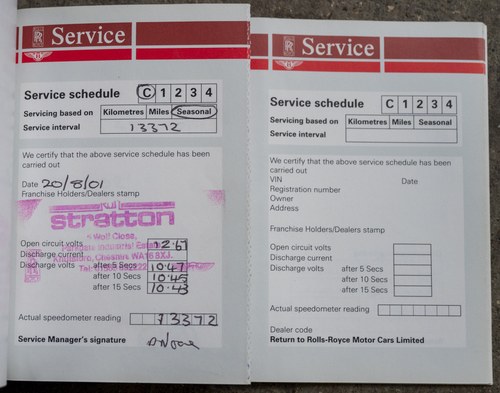 Service
Service schedule C 1 2 3 4
Servicing based on Kilometres Miles Seasonal
Service interval 13372
We certify that the above service schedule has been
carried out
Date 20/8/01
Franchise Holders/Dealers stamp
stratton
Open circuit volts 12.67
Discharge current
Discharge volts after 5 Secs 10.47
after 10 Secs 10.45
after 15 Secs 10.43
Actual speedometer reading 13372
Service Manager's signature
Service
Service schedule C 1 2 3 4
Servicing based on Kilometres Miles Seasonal
Service interval
We certify that the above service schedule has been
carried out
VIN Date
Registration number
Owner
Address
Franchise Holders/Dealers stamp
Open circuit volts
Discharge current
Discharge volts after 5 Secs
after 10 Secs
after 15 Secs
Actual speedometer reading
Dealer code
Return to Rolls-Royce Motor Cars Limited